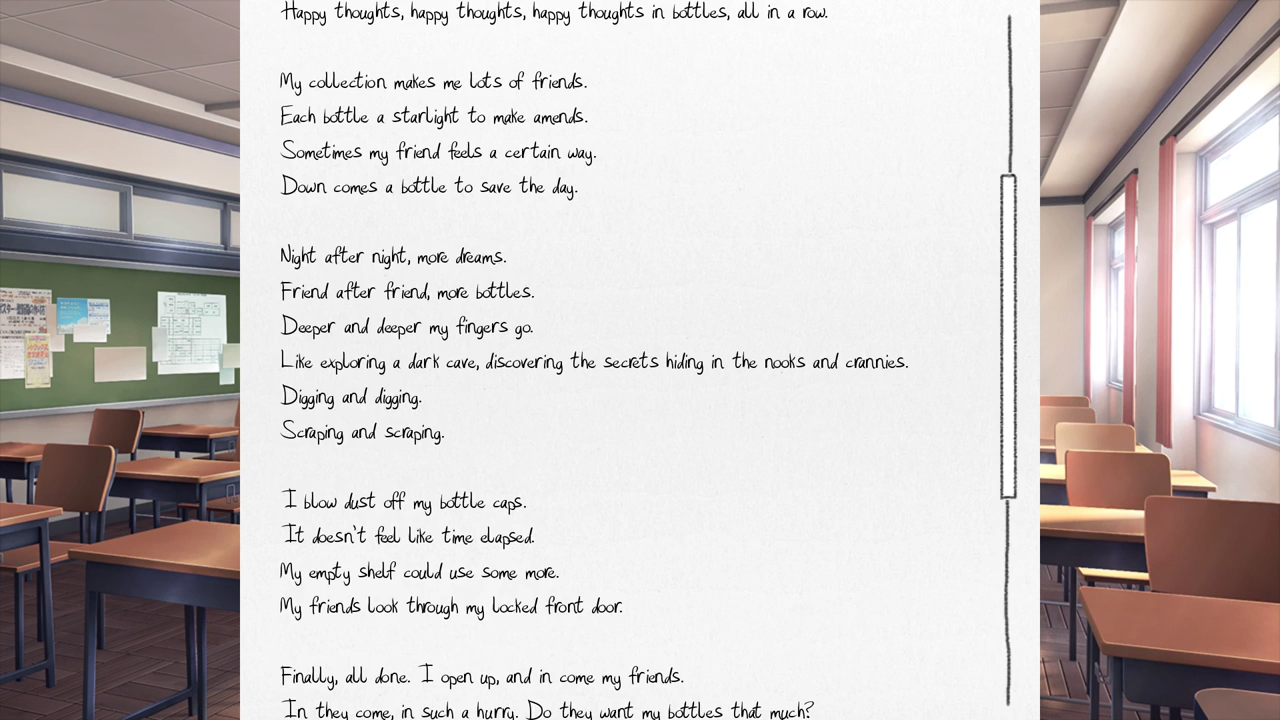 Happy thoughts, happy thoughts, happy thoughts in bottles, all in a row.
My collection makes me lots of friends.
Each bottle a starlight to make amends.
Sometimes my friend feels a certain way.
Down comes a bottle to save the day.
Night after night, more dreams.
Friend after friend, more bottles.
Deeper and deeper my fingers go.
Like exploring a dark cave, discovering the secrets hiding in the nooks and crannies.
Digging and digging.
Scraping and scraping.
I blow dust off my bottle caps.
It doesn't feel like time elapsed.
My empty shelf could use some more.
My friends look through my locked front door.
Finally, all done. I open up, and in come my friends.
In they come, in such a hurry. Do they want my bottles that much?